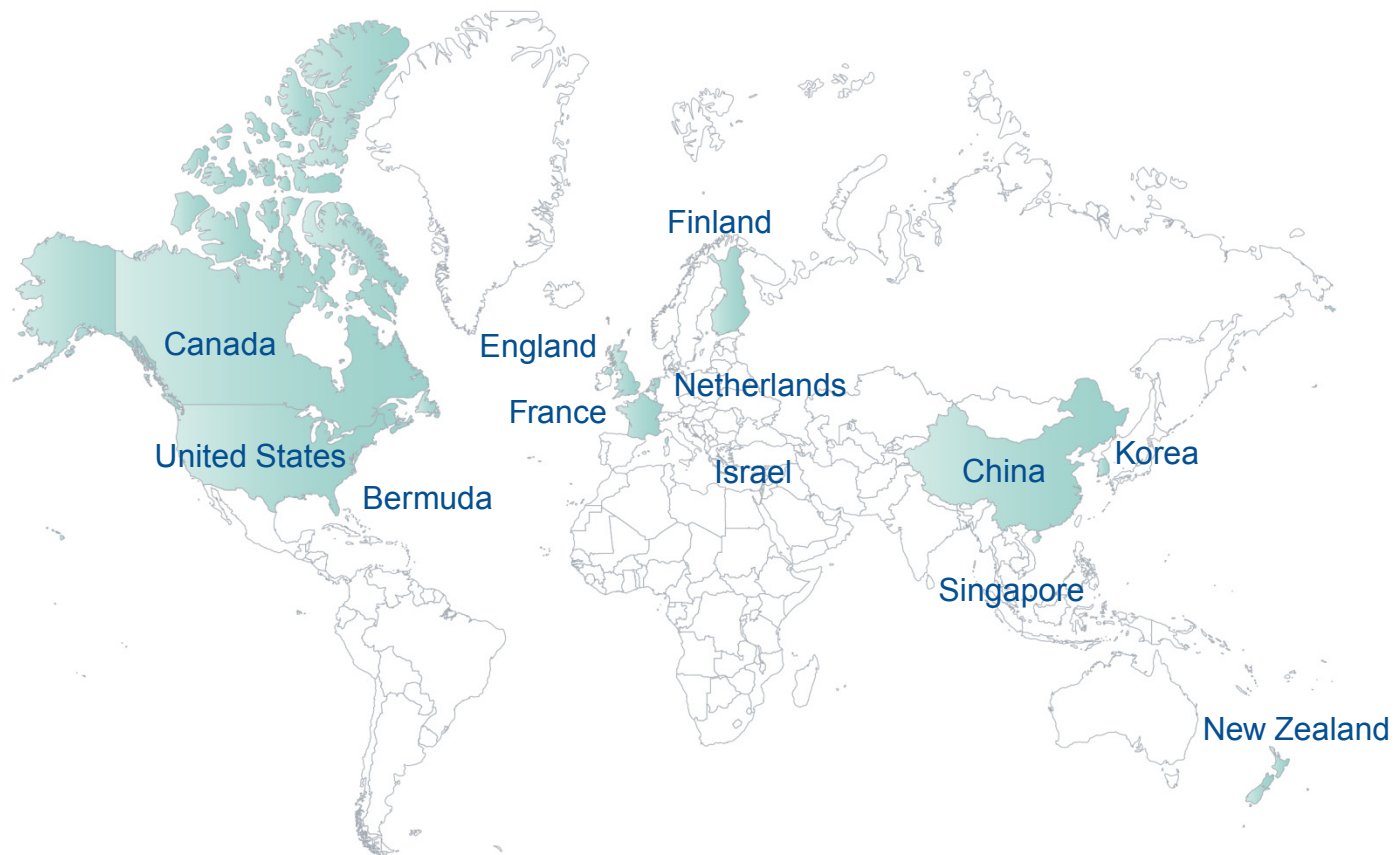 Finland
Canada
England
Netherlands
France
United States
Israel
China
Korea
Bermuda
Singapore
New Zealand